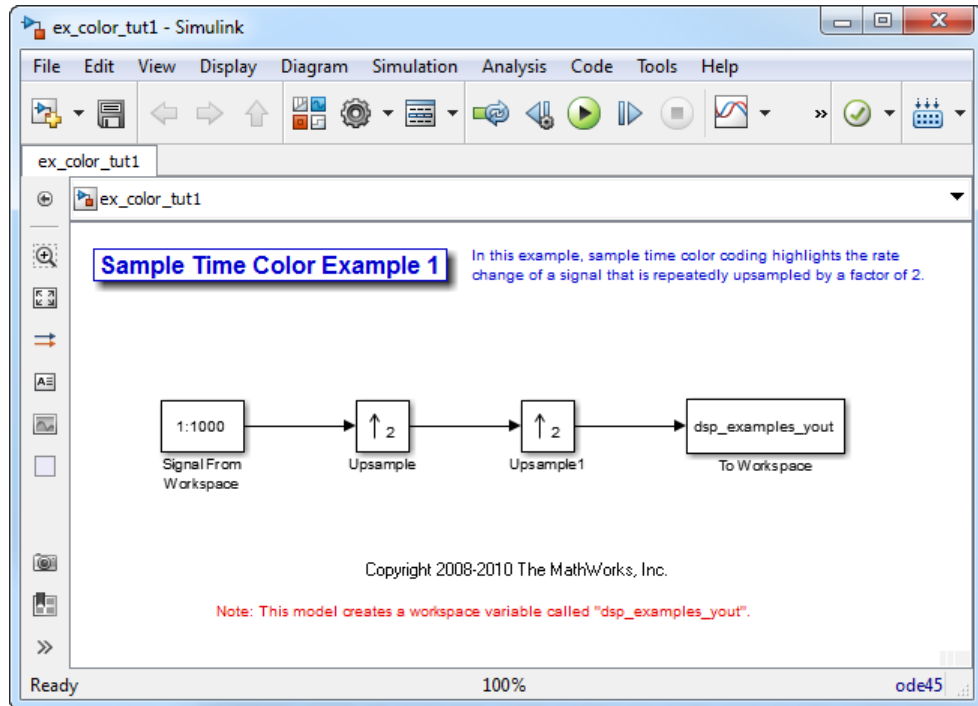 ex_color_tut1 - Simulink
File Edit View Display Diagram Simulation Analysis Code Tools Help
»
ex_color_tut1
ex_color_tut1
Sample Time Color Example 1
In this example, sample time color coding highlights the rate
change of a signal that is repeatedly upsampled by a factor of 2.
1:1000
↑ 2
↑ 2
dsp_examples_yout
Signal From
Workspace
Upsample
Upsample1
To Workspace
Copyright 2008-2010 The MathWorks, Inc.
Note: This model creates a workspace variable called "dsp_examples_yout".
»
Ready
100%
ode45